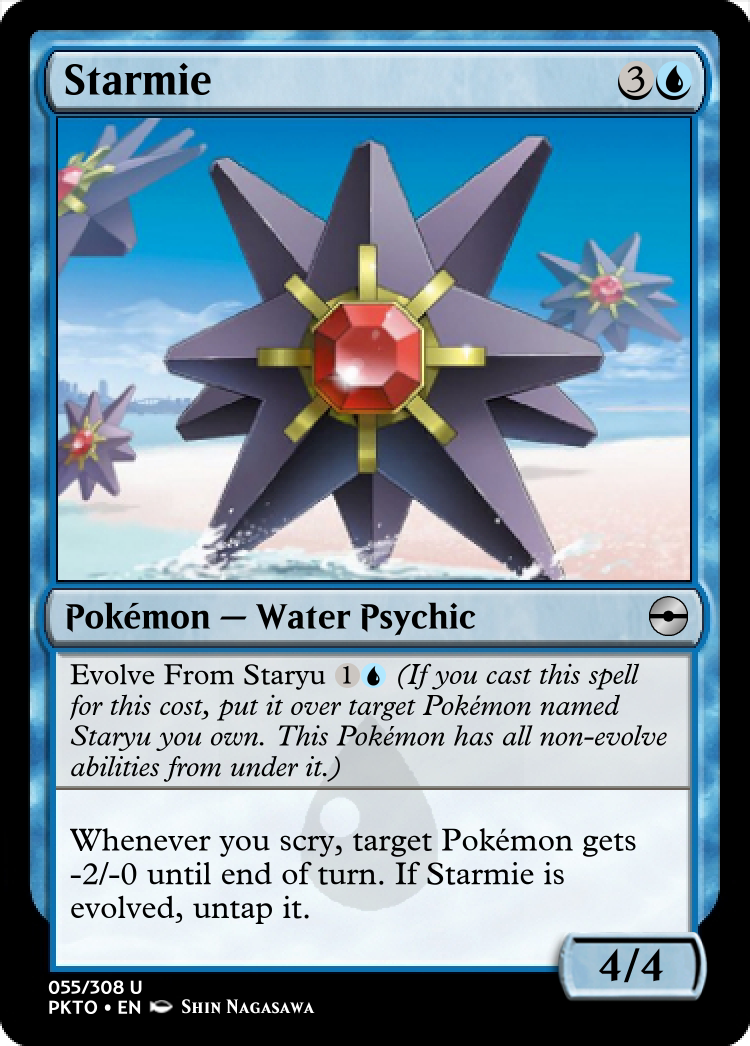 Starmie 3
Pokémon — Water Psychic
Evolve From Staryu 1 (If you cast this spell
for this cost, put it over target Pokémon named
Staryu you own. This Pokémon has all non-evolve
abilities from under it.)
Whenever you scry, target Pokémon gets
-2/-0 until end of turn. If Starmie is
evolved, untap it.
4/4
055/308 U
PKTO • EN Shin Nagasawa